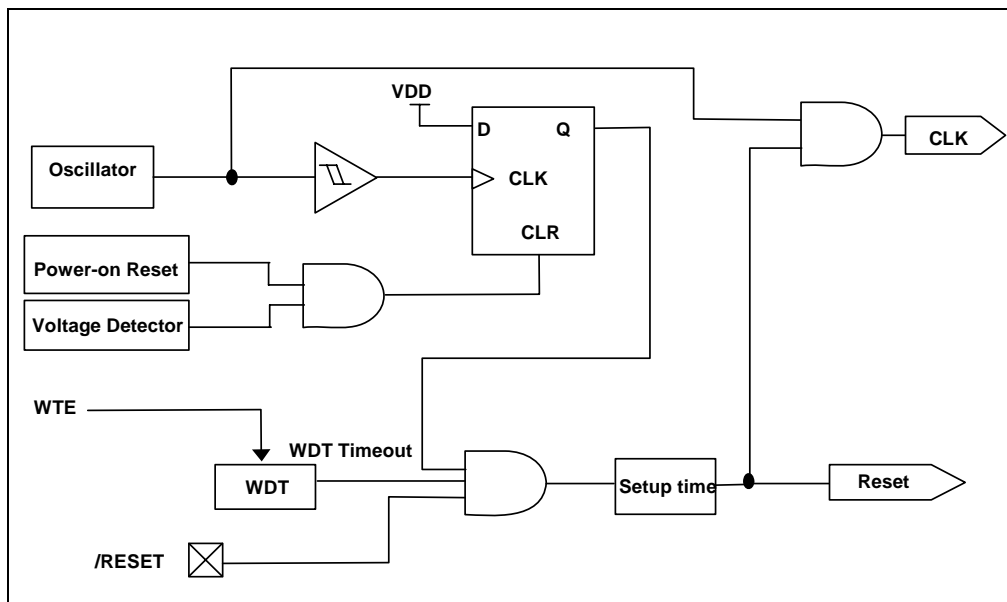 VDD
D
Q
CLK
Oscillator
CLK
CLR
Power-on Reset
Voltage Detector
WTE
WDT Timeout
WDT
Setup time
Reset
/RESET